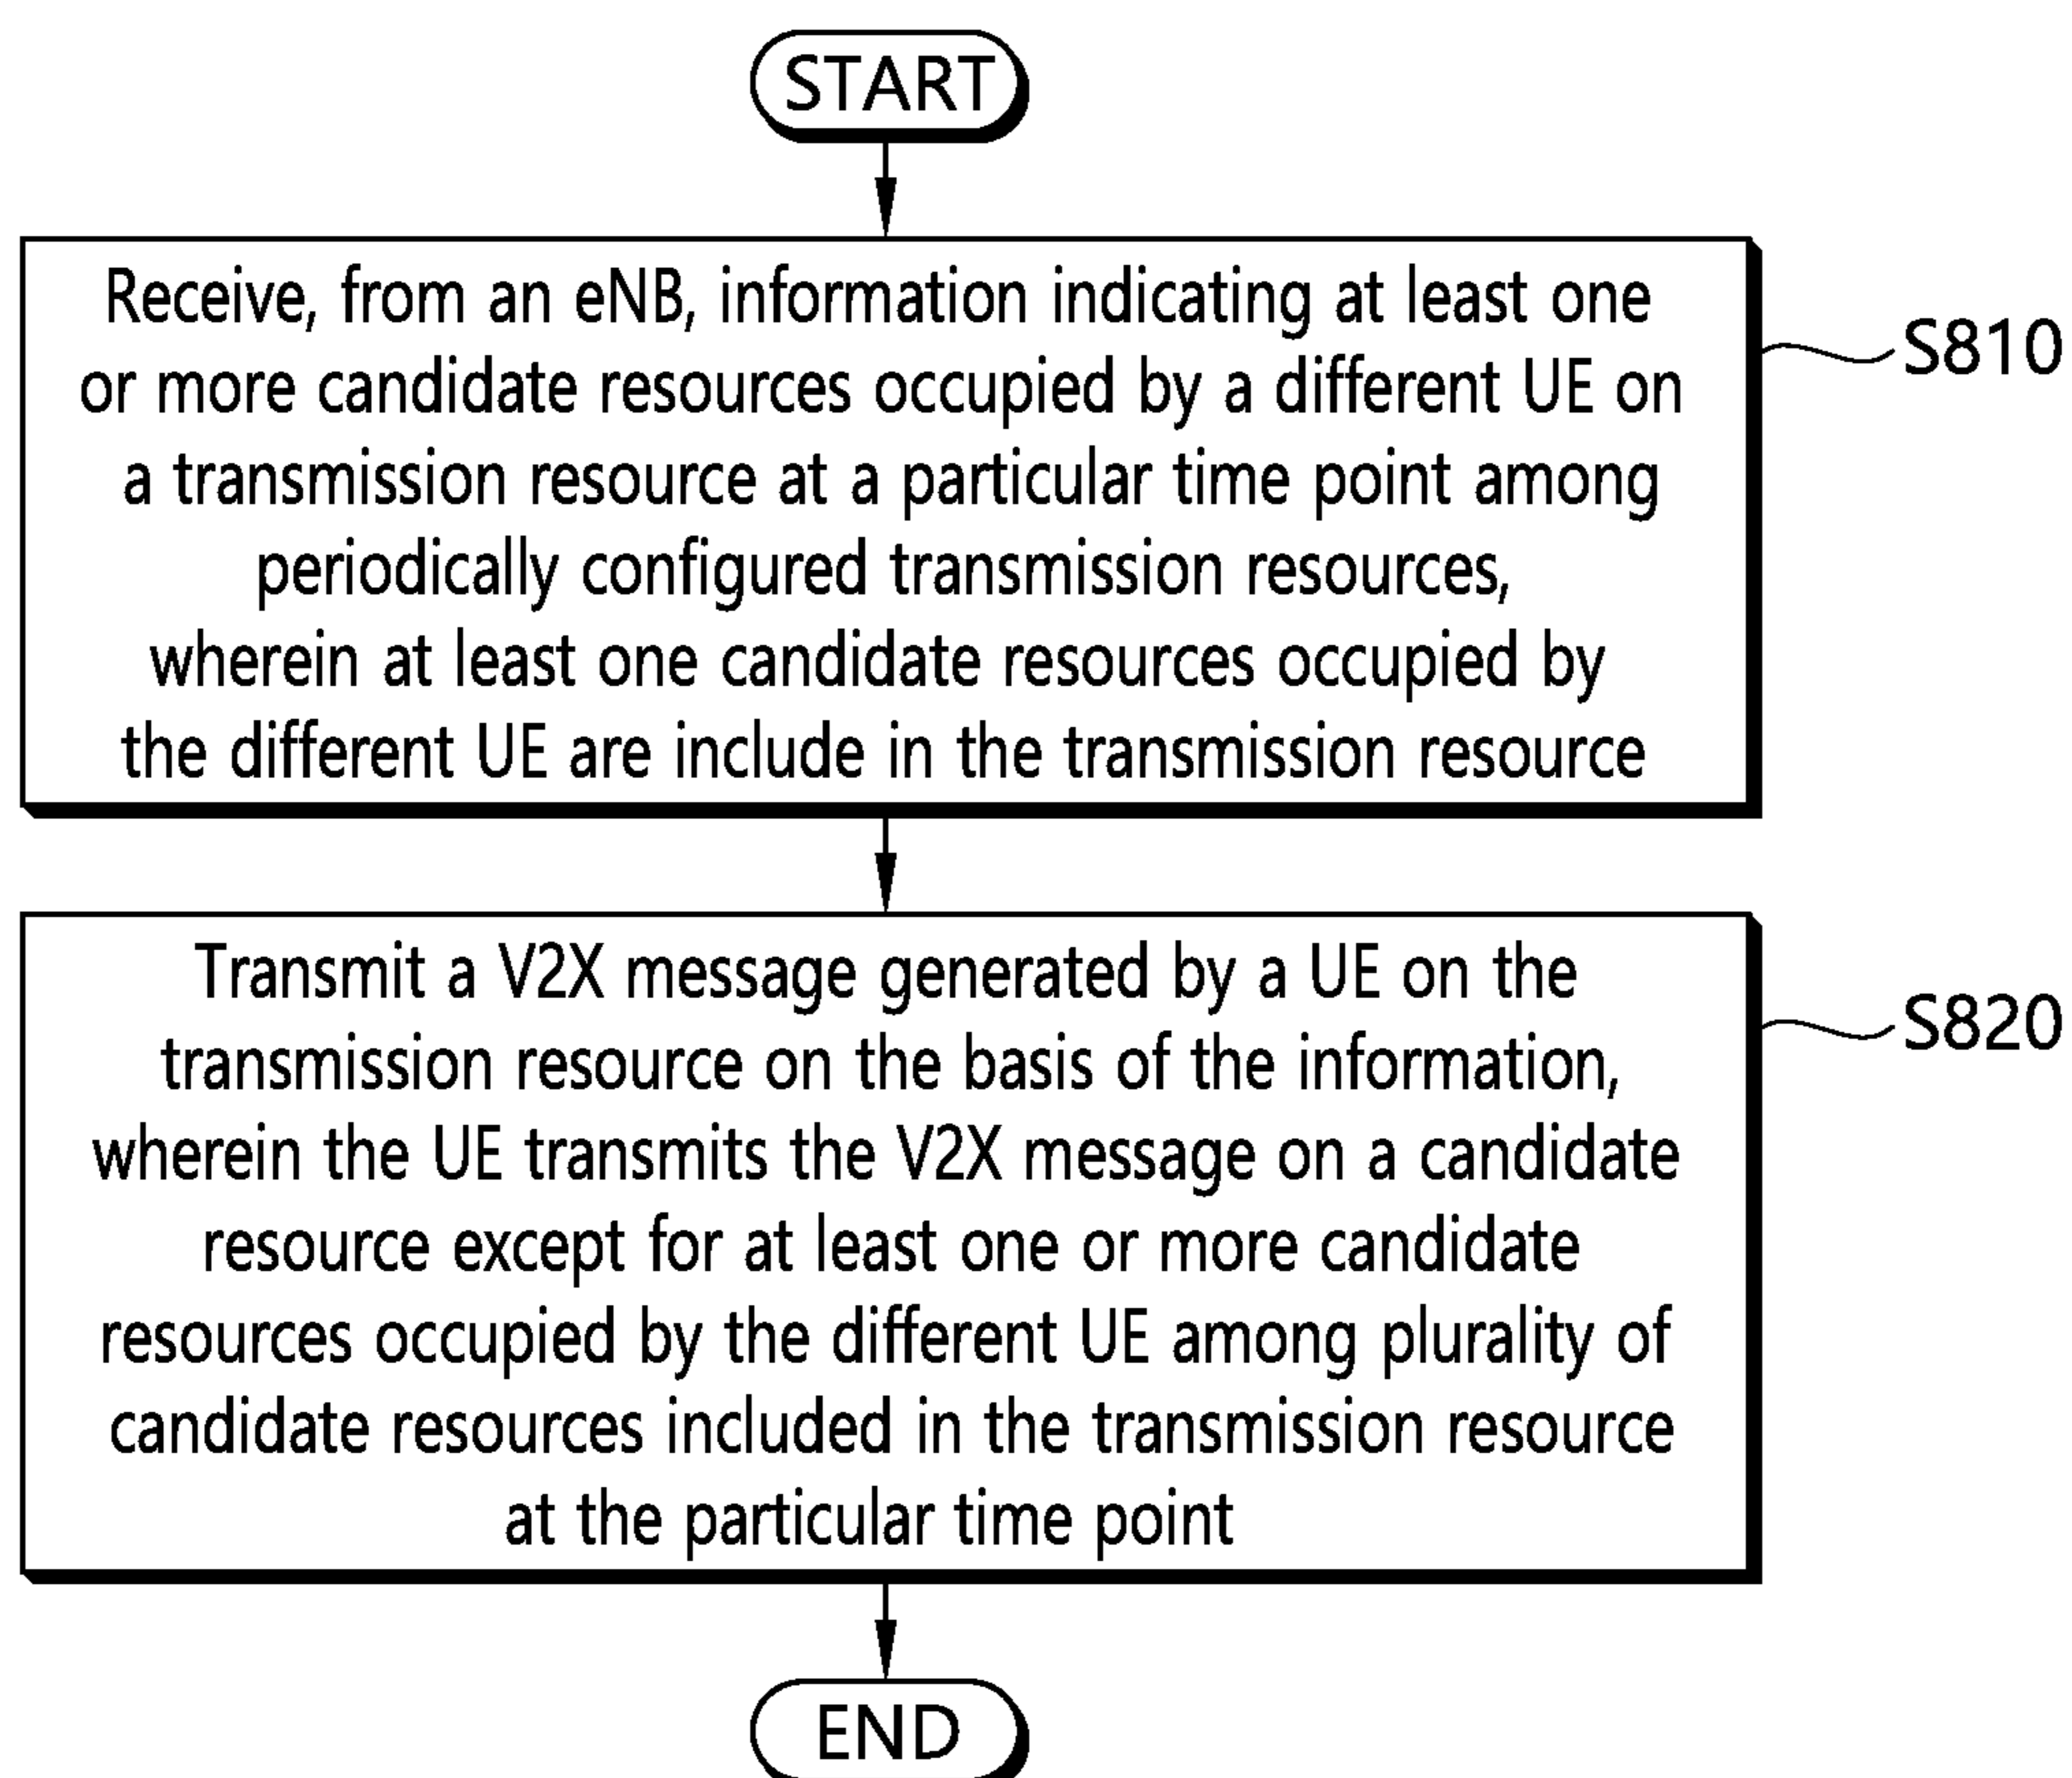 START
Receive, from an eNB, information indicating at least one
or more candidate resources occupied by a different UE on
a transmission resource at a particular time point among
periodically configured transmission resources,
wherein at least one candidate resources occupied by
the different UE are include in the transmission resource
S810
Transmit a V2X message generated by a UE on the
transmission resource on the basis of the information,
wherein the UE transmits the V2X message on a candidate
resource except for at least one or more candidate
resources occupied by the different UE among plurality of
candidate resources included in the transmission resource
at the particular time point
S820
END